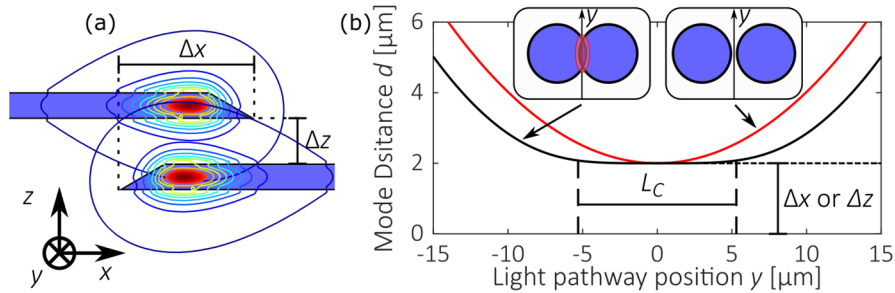 (a)
Δx
Δz
z
y
x
(b)
Mode Dsitance d [μm]
6
4
2
0
y
y
L_C
Δx or Δz
-15
-10
-5
0
5
10
15
Light pathway position y [μm]